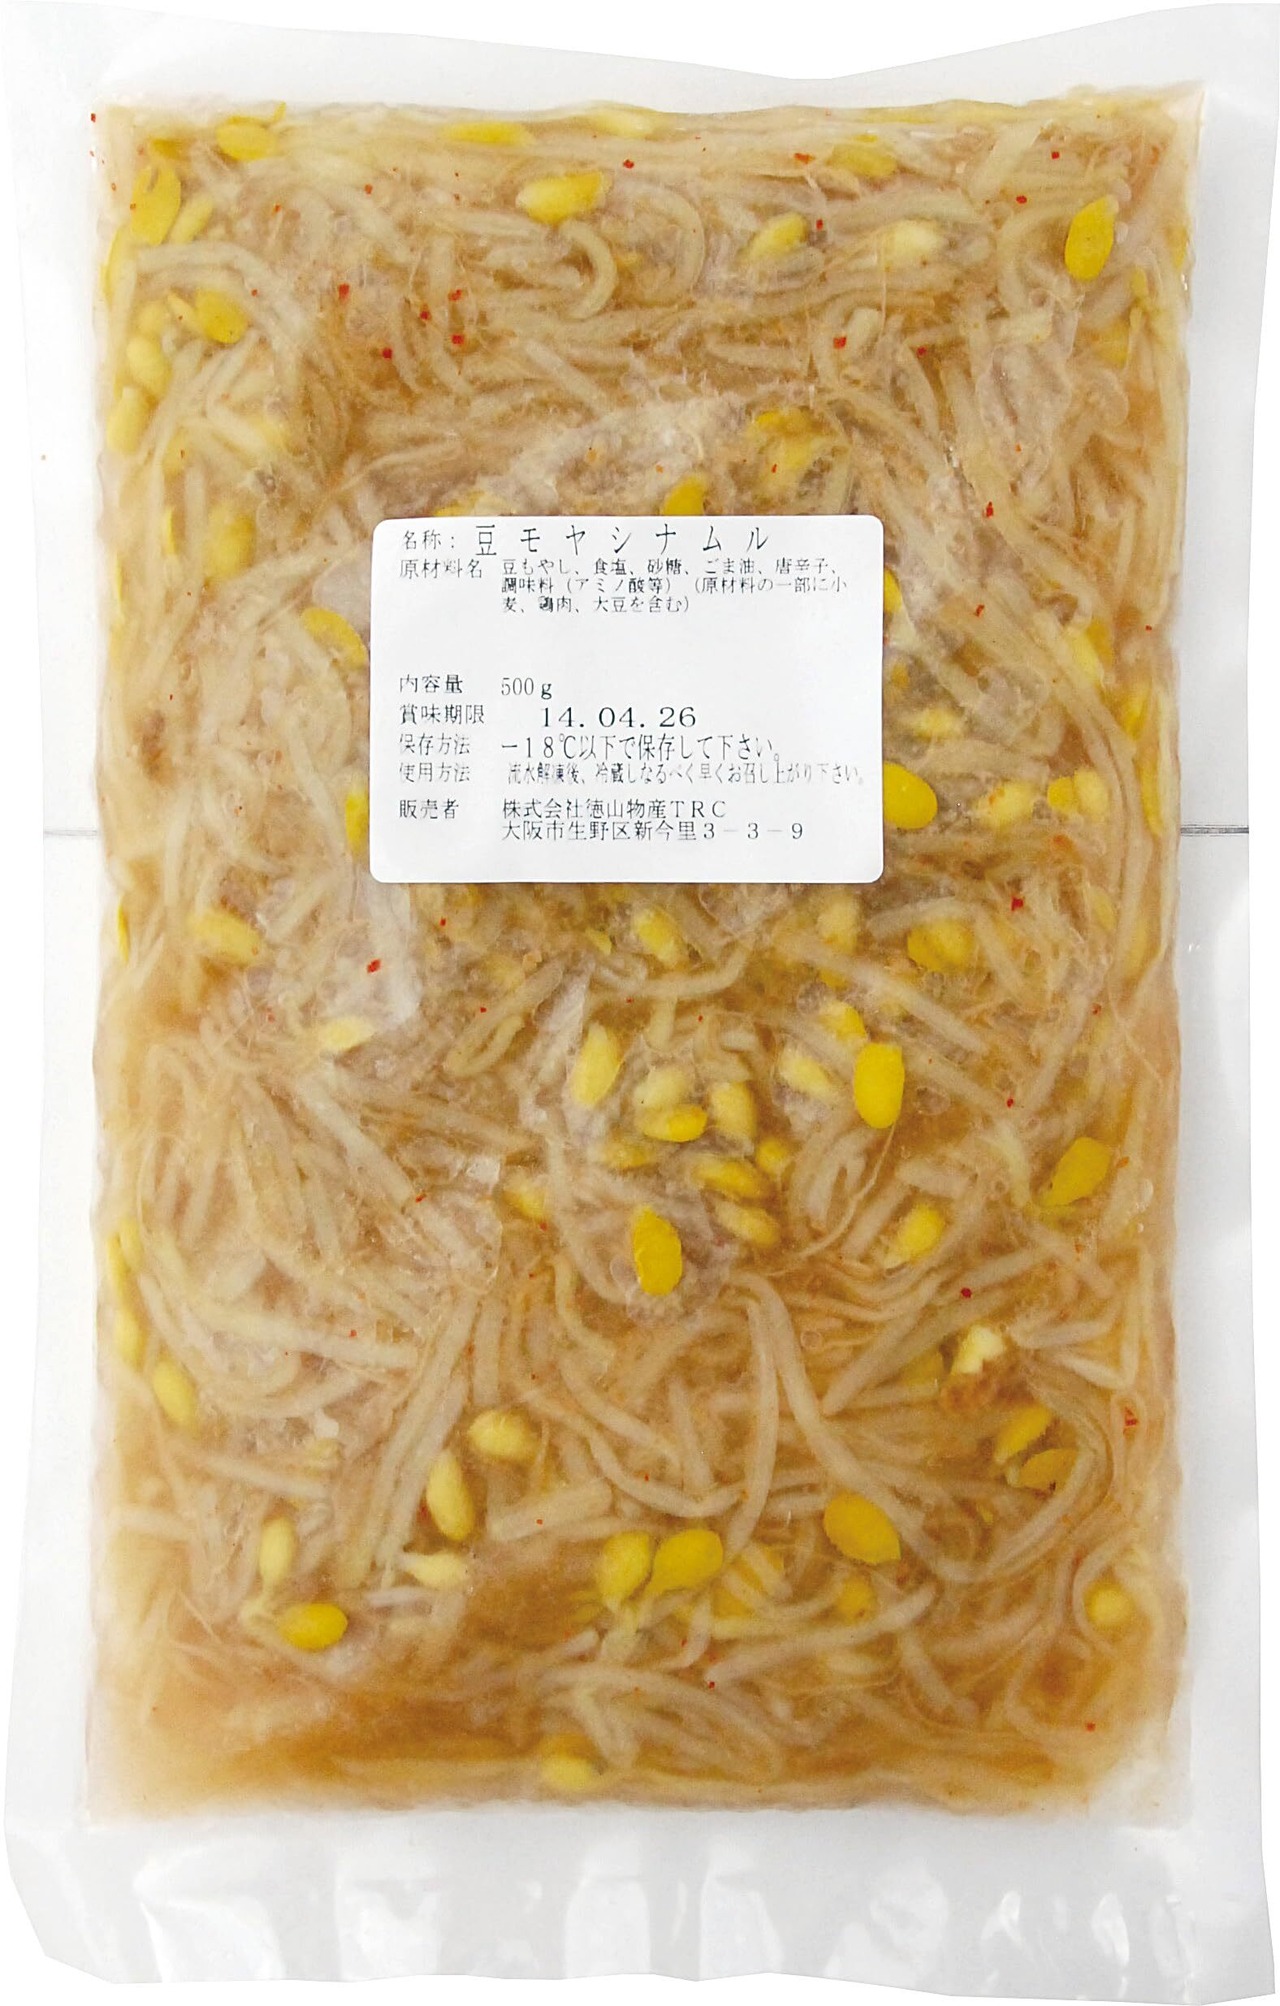 名称： 豆モヤシナムル
原材料名 豆もやし、食塩、砂糖、ごま油、唐辛子、
調味料（アミノ酸等）（原材料の一部に小
麦、鶏肉、大豆を含む）
内容量 500ｇ
賞味期限 14.04.26
保存方法 －18℃以下で保存して下さい。
使用方法 流水解凍後、冷蔵しなるべく早くお召し上がり下さい。
販売者 株式会社徳山物産ＴＲＣ
大阪市生野区新今里３－３－９